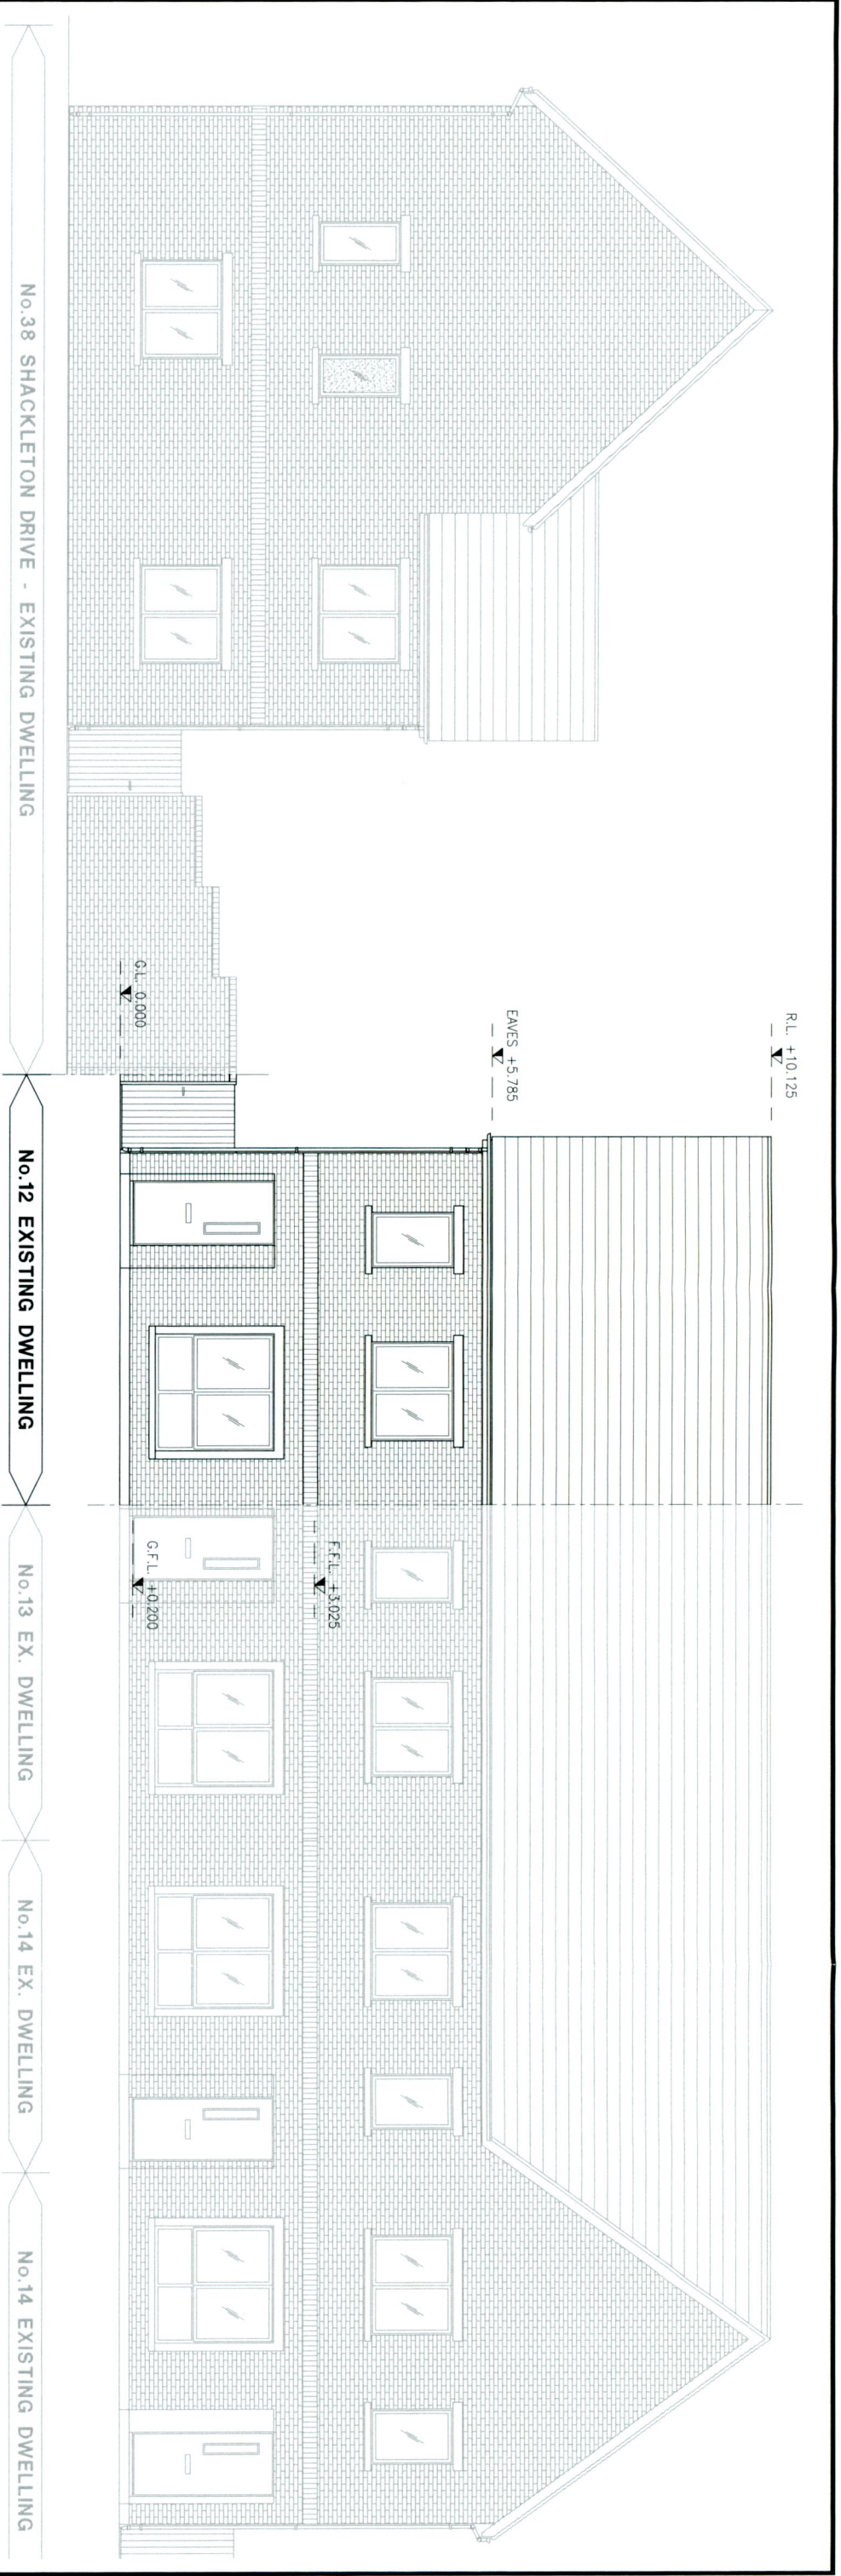 R.L. +10.125
EAVES +5.785
F.F.L. +3.025
G.L. 0.000
G.F.L. +0.200
No.38 SHACKLETON DRIVE - EXISTING DWELLING
No.12 EXISTING DWELLING
No.13 EX. DWELLING
No.14 EX. DWELLING
No.14 EXISTING DWELLING